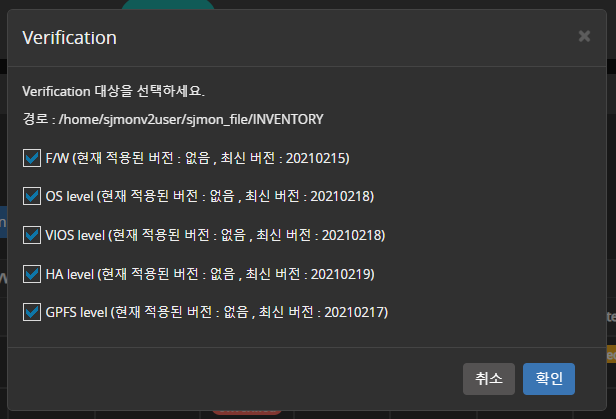 Verification
Verification 대상을 선택하세요.
경로 : /home/sjmonv2user/sjmon_file/INVENTORY
F/W (현재 적용된 버전 : 없음 , 최신 버전 : 20210215)
OS level (현재 적용된 버전 : 없음 , 최신 버전 : 20210218)
VIOS level (현재 적용된 버전 : 없음 , 최신 버전 : 20210218)
HA level (현재 적용된 버전 : 없음 , 최신 버전 : 20210219)
GPFS level (현재 적용된 버전 : 없음 , 최신 버전 : 20210217)
취소 확인